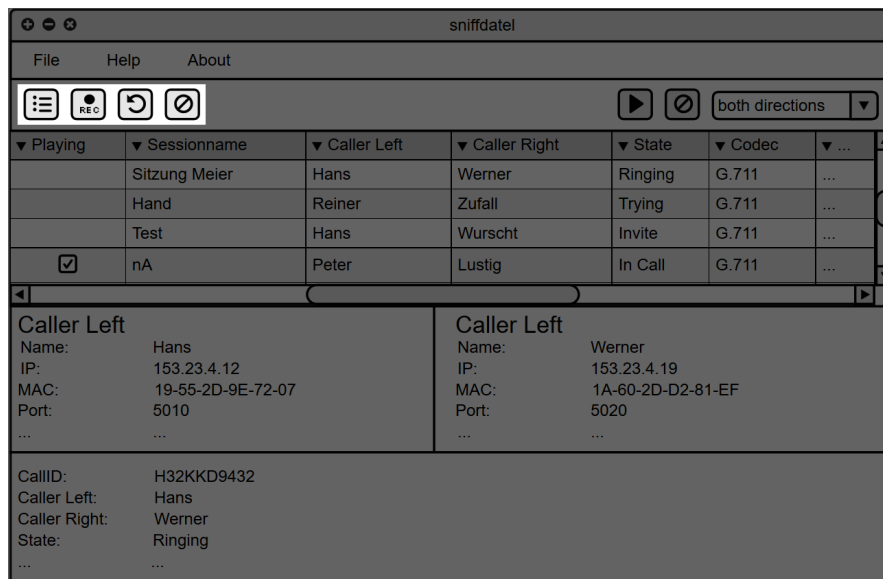 sniffdatel
File Help About
REC both directions
Playing Sessionname Caller Left Caller Right State Codec ...
Sitzung Meier Hans Werner Ringing G.711 ...
Hand Reiner Zufall Trying G.711 ...
Test Hans Wurscht Invite G.711 ...
nA Peter Lustig In Call G.711 ...
Caller Left
Name: Hans
IP: 153.23.4.12
MAC: 19-55-2D-9E-72-07
Port: 5010
... ...
Caller Left
Name: Werner
IP: 153.23.4.19
MAC: 1A-60-2D-D2-81-EF
Port: 5020
... ...
CallID: H32KKD9432
Caller Left: Hans
Caller Right: Werner
State: Ringing
... ...